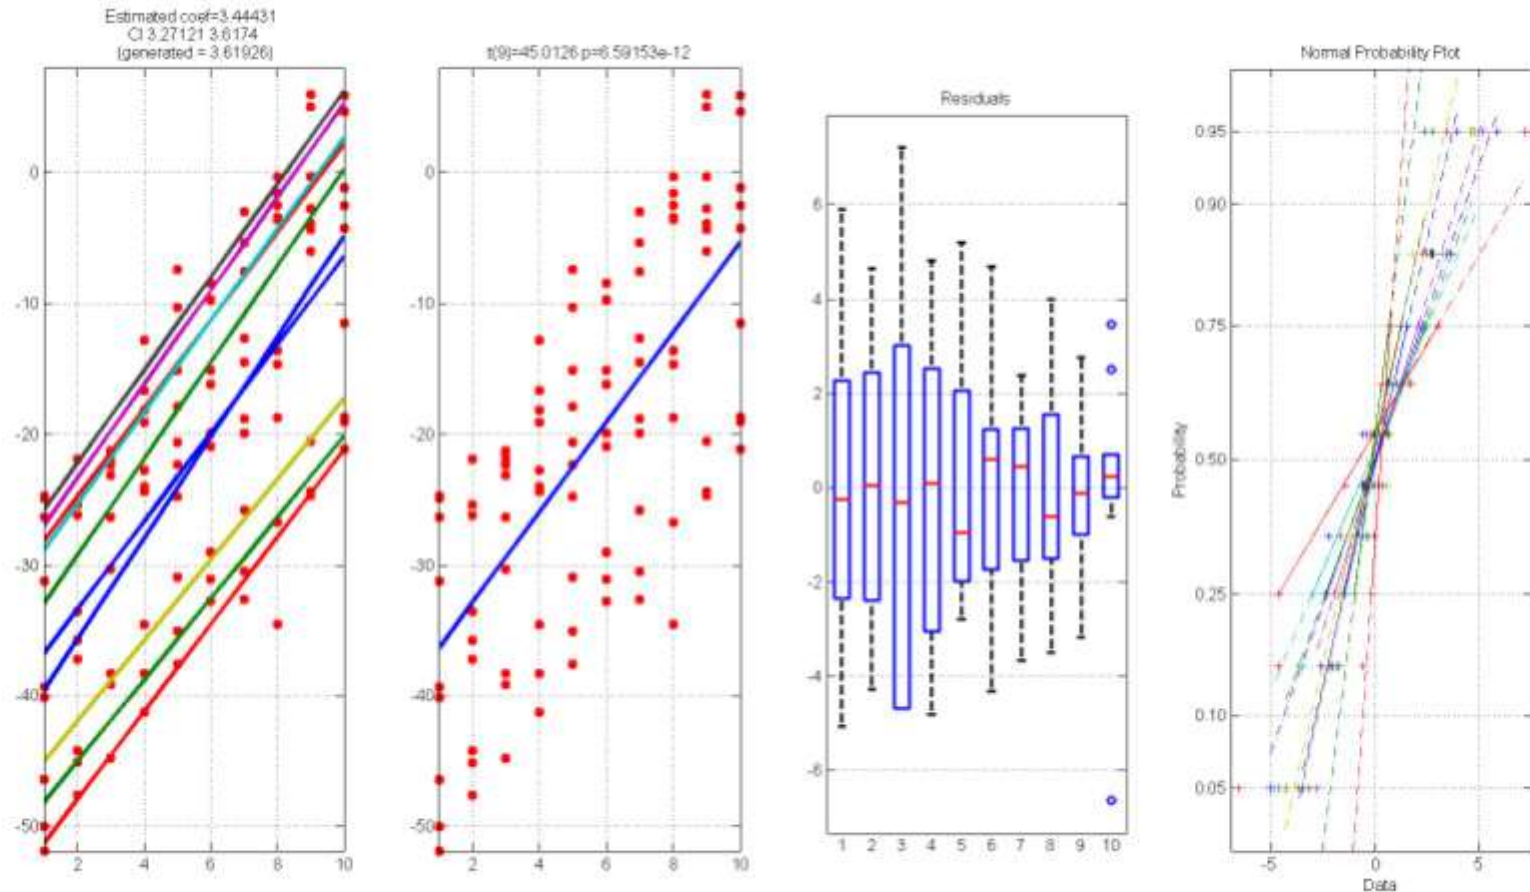 Estimated coef=3.44431
CI 3.27121 3.6174
(generated = 3.61926)
0
-10
-20
-30
-40
-50
2 4 6 8 10
t(9)=45.0126 p=6.59153e-12
0
-10
-20
-30
-40
-50
2 4 6 8 10
Residuals
6
4
2
0
-2
-4
-6
1 2 3 4 5 6 7 8 9 10
Normal Probability Plot
Probability
0.95
0.90
0.75
0.50
0.25
0.10
0.05
-5 0 5
Data